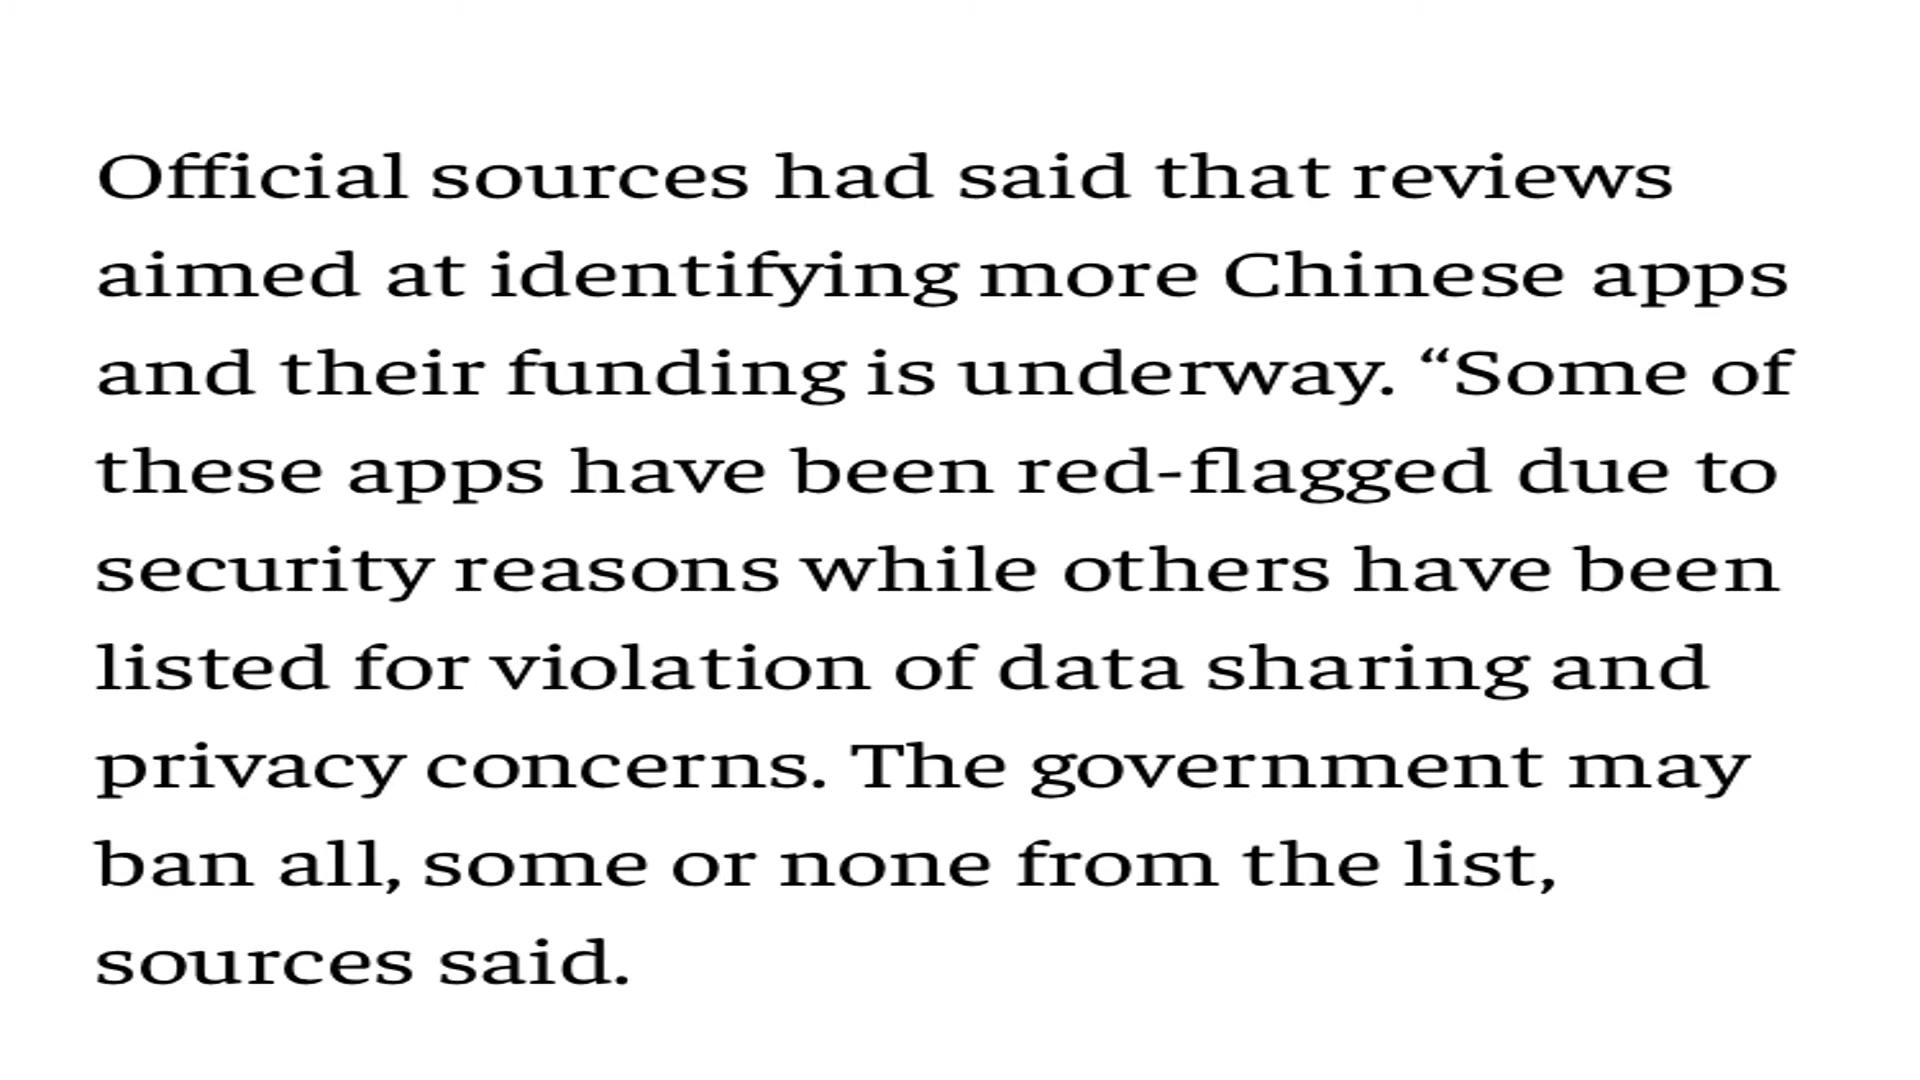 Official sources had said that reviews
aimed at identifying more Chinese apps
and their funding is underway. “Some of
these apps have been red-flagged due to
security reasons while others have been
listed for violation of data sharing and
privacy concerns. The government may
ban all, some or none from the list,
sources said.